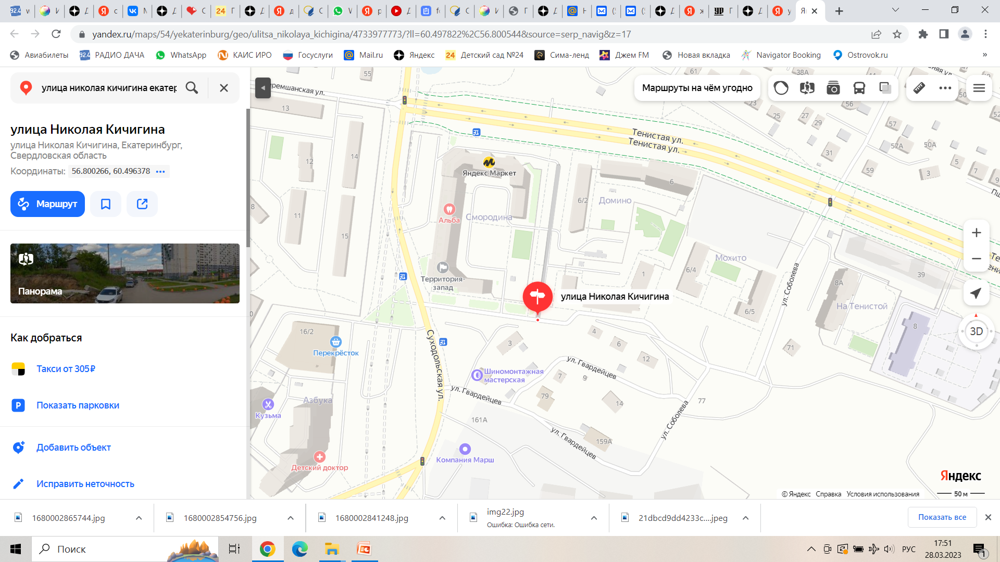 yandex.ru/maps/54/yekaterinburg/geo/ulitsa_nikolaya_kichigina/4733977773/?ll=60.497822%2C56.800544&source=serp_navig&z=17
Авиабилеты
РАДИО ДАЧА
WhatsApp
КАИС ИРО
Госуслуги
Mail.ru
Яндекс
24 Детский сад №24
Сима-ленд
Джем FM
Новая вкладка
Navigator Booking
Ostrovok.ru
улица николая кичигина екатер
Маршруты на чём угодно
улица Николая Кичигина
улица Николая Кичигина, Екатеринбург,
Свердловская область
Координаты: 56.800266, 60.496378
Маршрут
Панорама
Как добраться
Такси от 305₽
Показать парковки
Добавить объект
Исправить неточность
55
61
38А
13
23
25
27
29
56
50
52
57
57А
50А
31
59
3
5
7
9
Тенистая ул.
Тенистая ул.
12
14
11
15
8
Яндекс Маркет
Альба
Смородина
6/2
Домино
6
Территория-
запад
1
6/4
Мохито
6/5
ул. Соболева
39
8А
На Тенистой
8
улица Николая Кичигина
16/2
Перекрёсток
Суходольская ул.
3
4
6
12
71
ул. Гвардейцев
7
9
Шиномонтажная
мастерская
ул. Гвардейцев
79
14
77
Азбука
Кузьма
161А
ул. Соболева
ул. Гвардейцев
159А
Компания Марш
Детский доктор
3D
Яндекс
© Яндекс Справка Условия использования
50 м
1680002865744.jpg
1680002854756.jpg
1680002841248.jpg
img22.jpg
Ошибка: Ошибка сети.
21dbcd9dd4233c....jpeg
Показать все
Поиск
РУС
17:51
28.03.2023
1